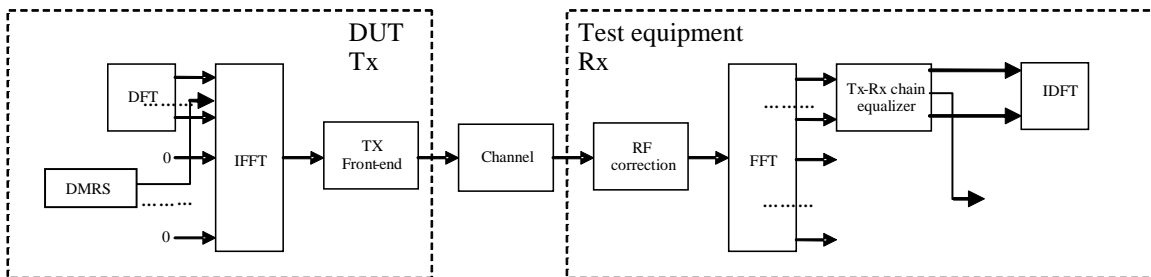 DUT
Tx
Test equipment
Rx
DFT
………
0
DMRS
………
0
IFFT
TX
Front-end
Channel
RF
correction
FFT
………
………
Tx-Rx chain
equalizer
IDFT